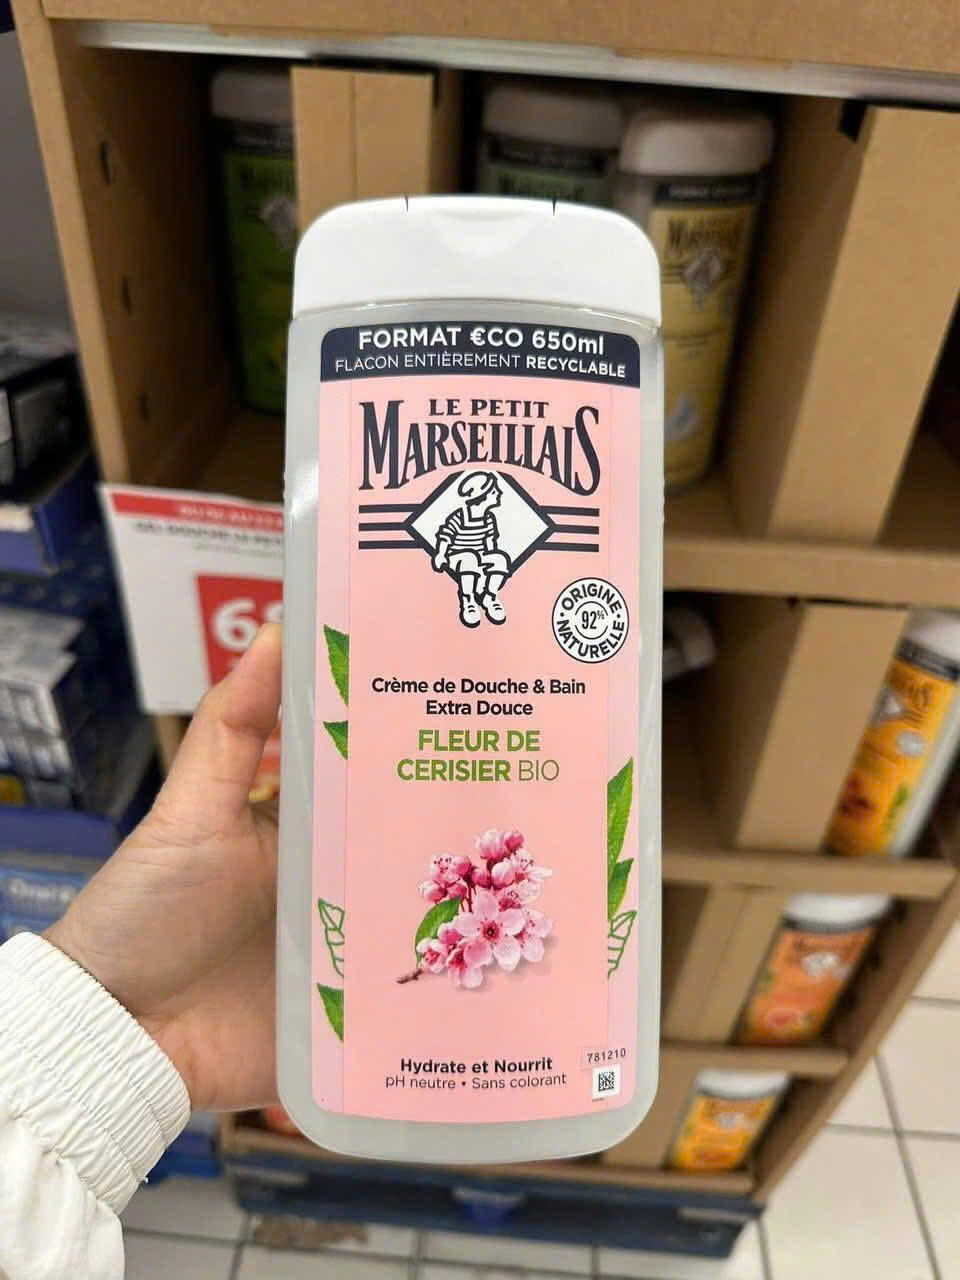 FORMAT €CO 650ml
FLACON ENTIÈREMENT RECYCLABLE
LE PETIT
MARSEILLAIS
ORIGINE
92%
NATURELLE
Crème de Douche & Bain
Extra Douce
FLEUR DE
CERISIER BIO
Hydrate et Nourrit
pH neutre • Sans colorant
781210